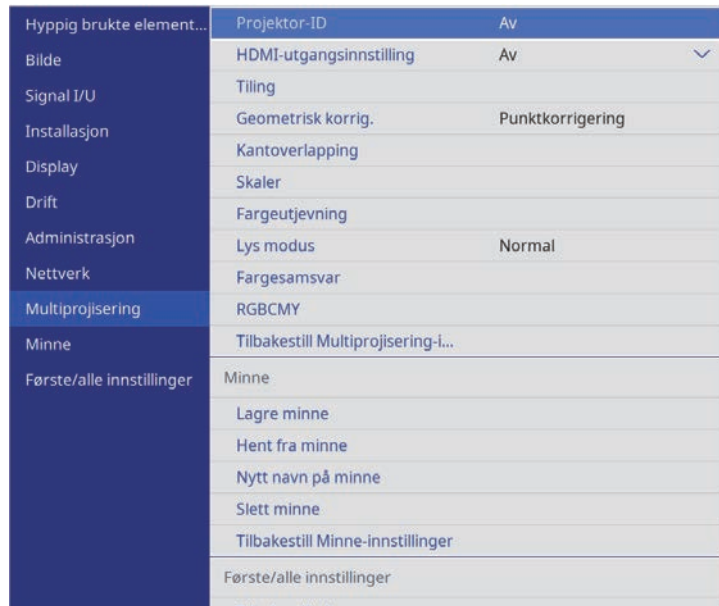 Hyppig brukte element...
Bilde
Signal I/U
Installasjon
Display
Drift
Administrasjon
Nettverk
Multiprojisering
Minne
Første/alle innstillinger
Projektor-ID Av
HDMI-utgangsinnstilling Av
Tiling
Geometrisk korrig. Punktkorrigering
Kantoverlapping
Skaler
Fargeutjevning
Lys modus Normal
Fargesamsvar
RGBCMY
Tilbakestill Multiprojisering-i...
Minne
Lagre minne
Hent fra minne
Nytt navn på minne
Slett minne
Tilbakestill Minne-innstillinger
Første/alle innstillinger